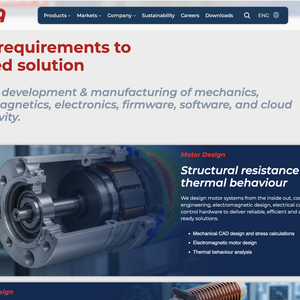 Products Markets Company Sustainability Careers Downloads ENG
requirements to
ed solution
development & manufacturing of mechanics,
agnetics, electronics, firmware, software, and cloud
vity.
Motor Design
Structural resistance
thermal behaviour
We design motor systems from the inside out, co
engineering, electromagnetic design, electrical c
control hardware to deliver reliable, efficient and a
ready solutions.
Mechanical CAD design and stress calculations
Electromagnetic motor design
Thermal behaviour analysis